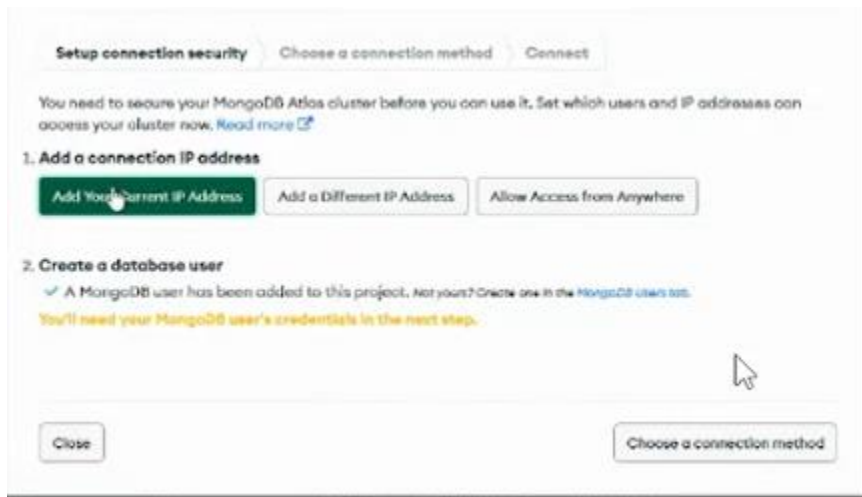 Setup connection security Choose a connection method Connect
You need to secure your MongoDB Atlas cluster before you can use it. Set which users and IP addresses can
access your cluster now. Read more
1. Add a connection IP address
Add Your Current IP Address Add a Different IP Address Allow Access from Anywhere
2. Create a database user
A MongoDB user has been added to this project. Not yours? Create one in the MongoDB users tab.
You'll need your MongoDB user's credentials in the next step.
Close Choose a connection method